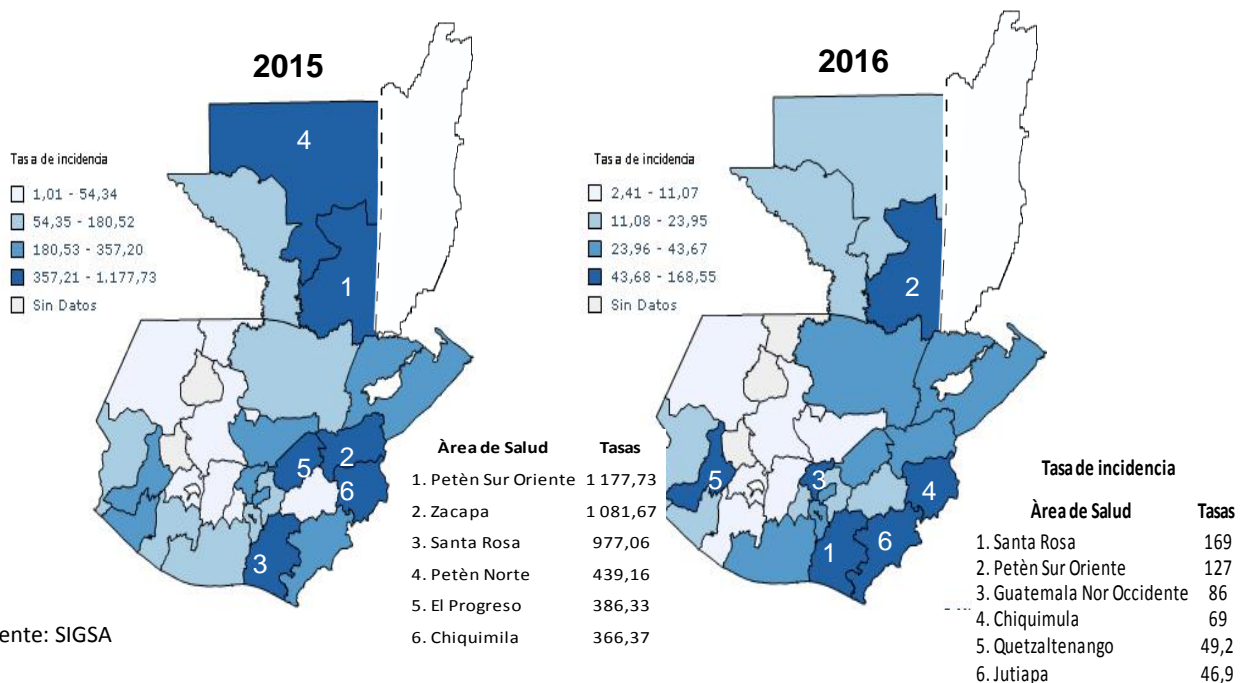 2015
4
Tasa de incidencia
1,01 - 54,34
54,35 - 180,52
180,53 - 357,20
357,21 - 1.177,73
Sin Datos
1
5
2
6
3
Àrea de Salud Tasas
1. Petèn Sur Oriente 1 177,73
2. Zacapa 1 081,67
3. Santa Rosa 977,06
4. Petèn Norte 439,16
5. El Progreso 386,33
6. Chiquimila 366,37
ente: SIGSA
2016
Tasa de incidencia
2,41 - 11,07
11,08 - 23,95
23,96 - 43,67
43,68 - 168,55
Sin Datos
2
5
3
4
1
6
Tasa de incidencia
Àrea de Salud Tasas
1. Santa Rosa 169
2. Petèn Sur Oriente 127
3. Guatemala Nor Occidente 86
4. Chiquimula 69
5. Quetzaltenango 49,2
6. Jutiapa 46,9